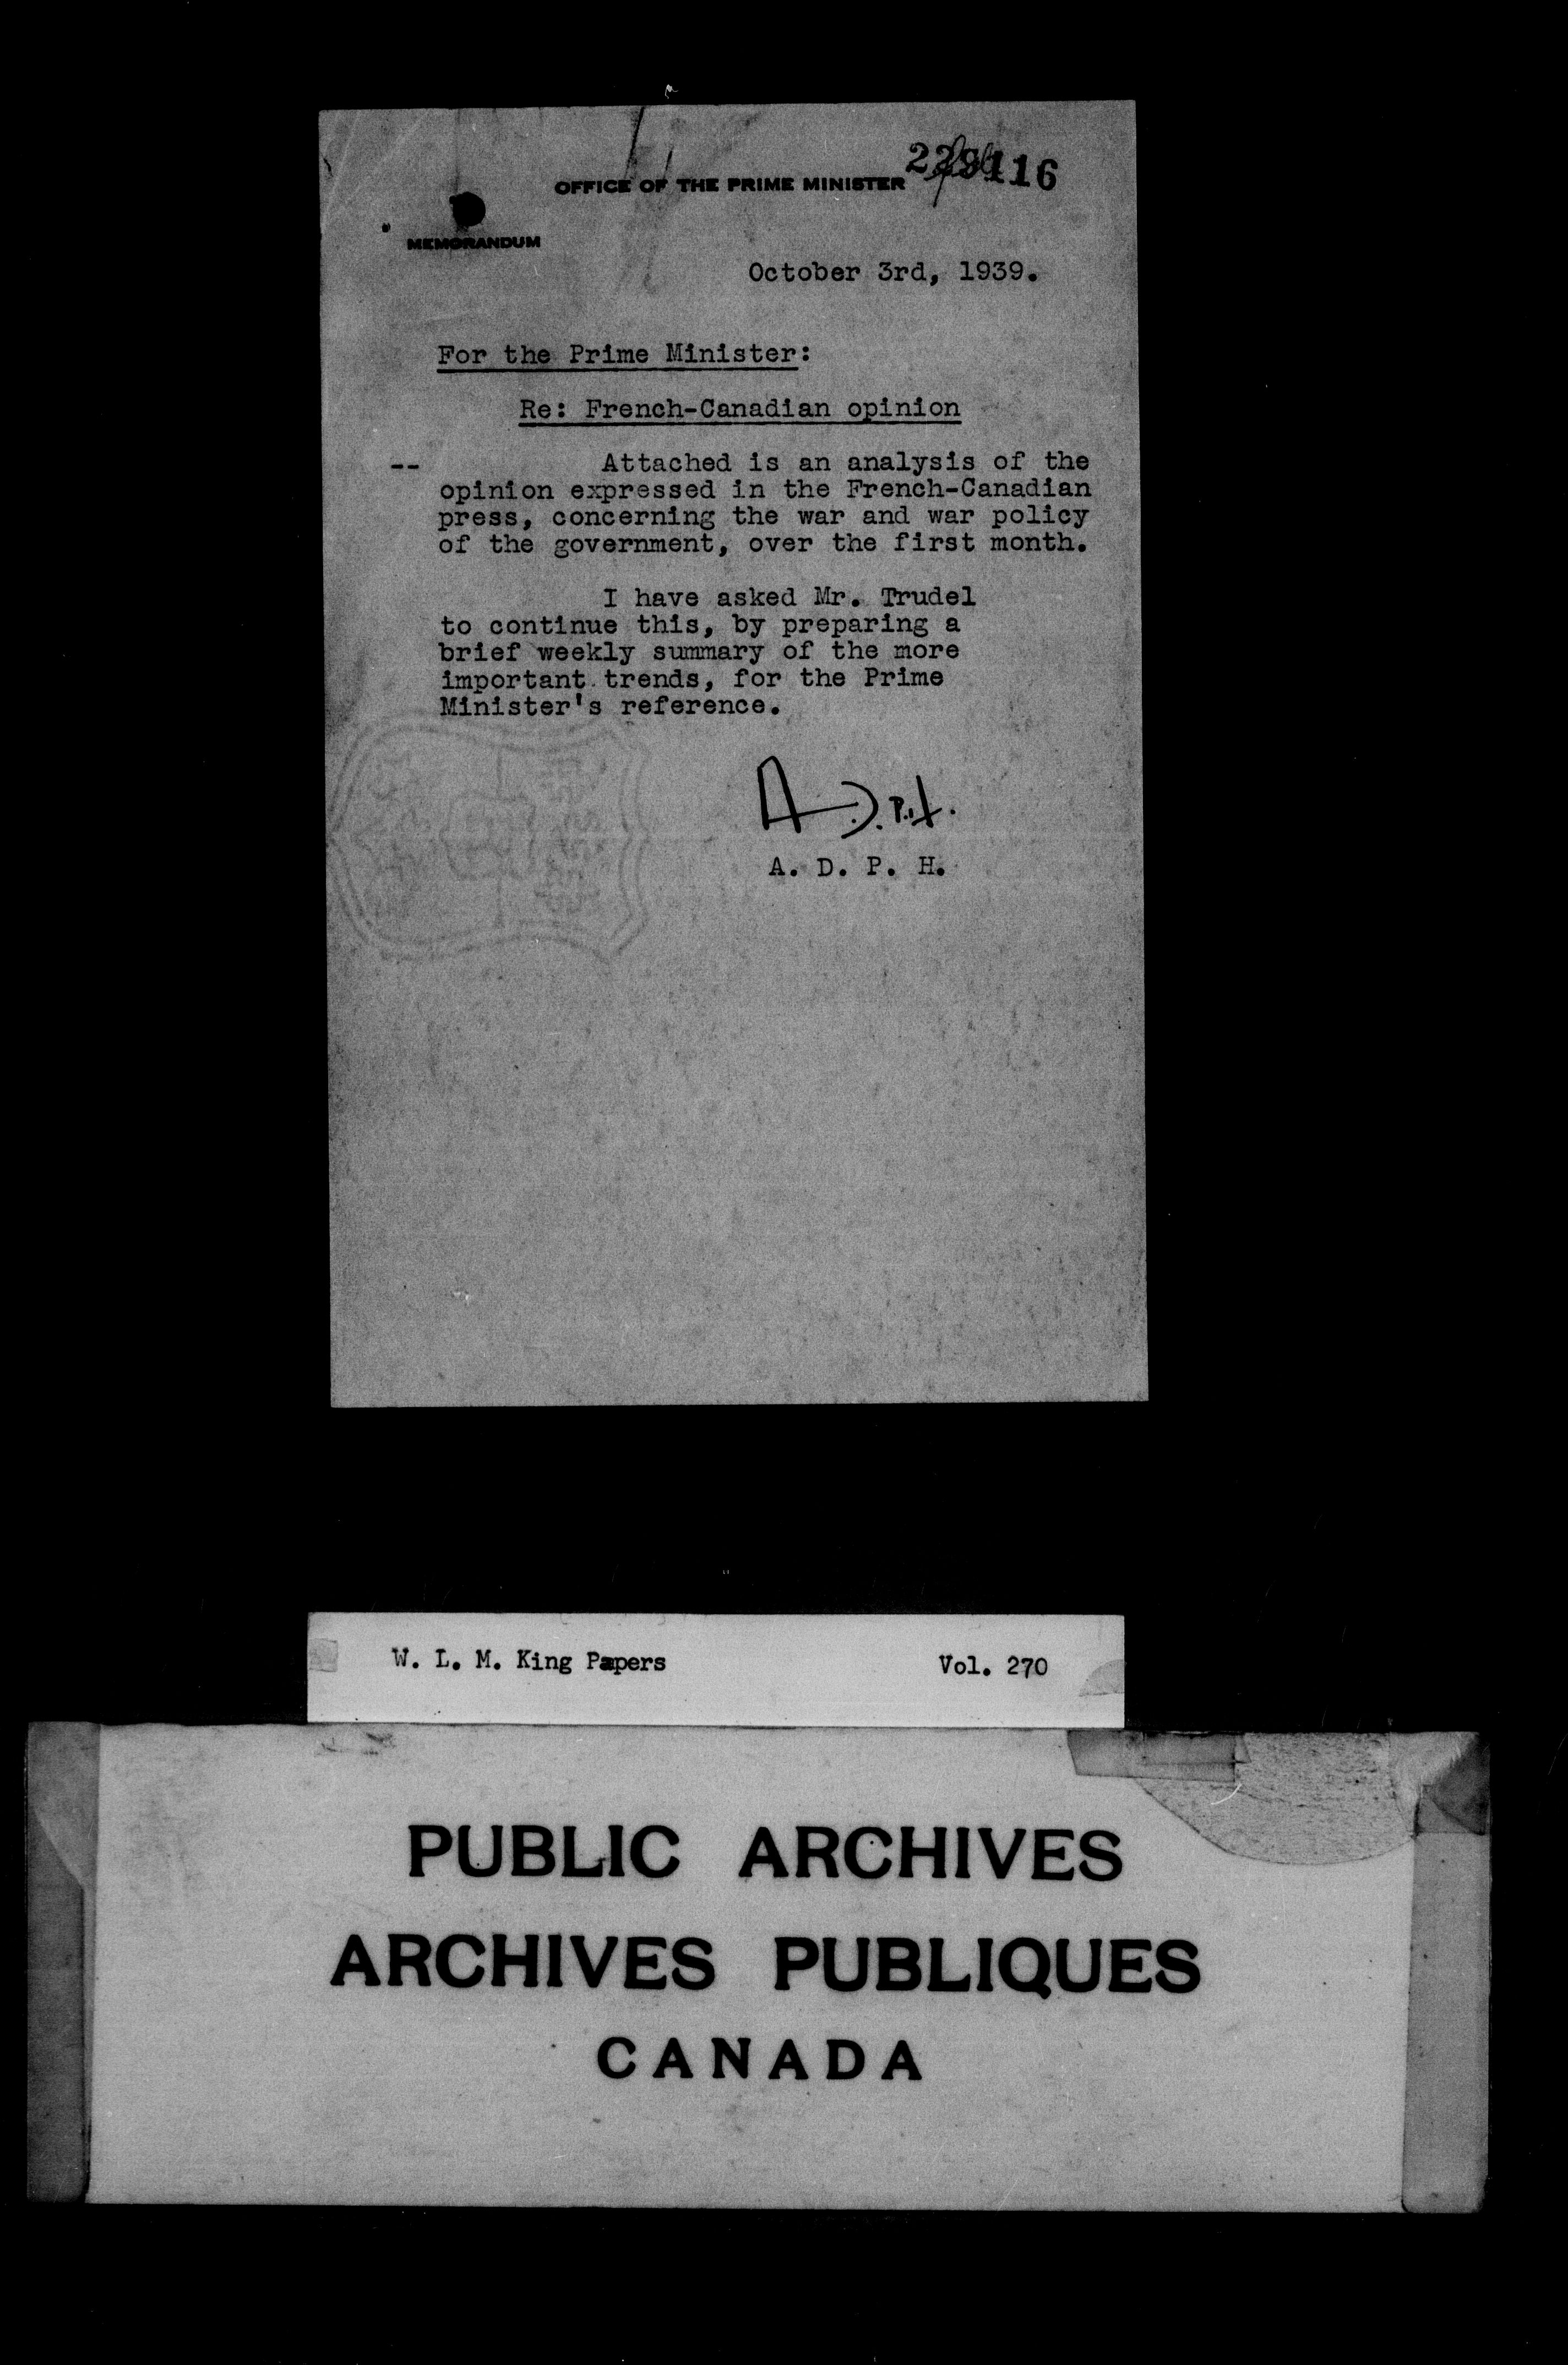 229116
OFFICE OF THE PRIME MINISTER
MEMORANDUM
October 3rd, 1939.
For the Prime Minister:
Re: French-Canadian opinion
-- Attached is an analysis of the
opinion expressed in the French-Canadian
press, concerning the war and war policy
of the government, over the first month.
I have asked Mr. Trudel
to continue this, by preparing a
brief weekly summary of the more
important trends, for the Prime
Minister's reference.
A.D.P.H.
A. D. P. H.
W. L. M. King Papers Vol. 270
PUBLIC ARCHIVES
ARCHIVES PUBLIQUES
CANADA